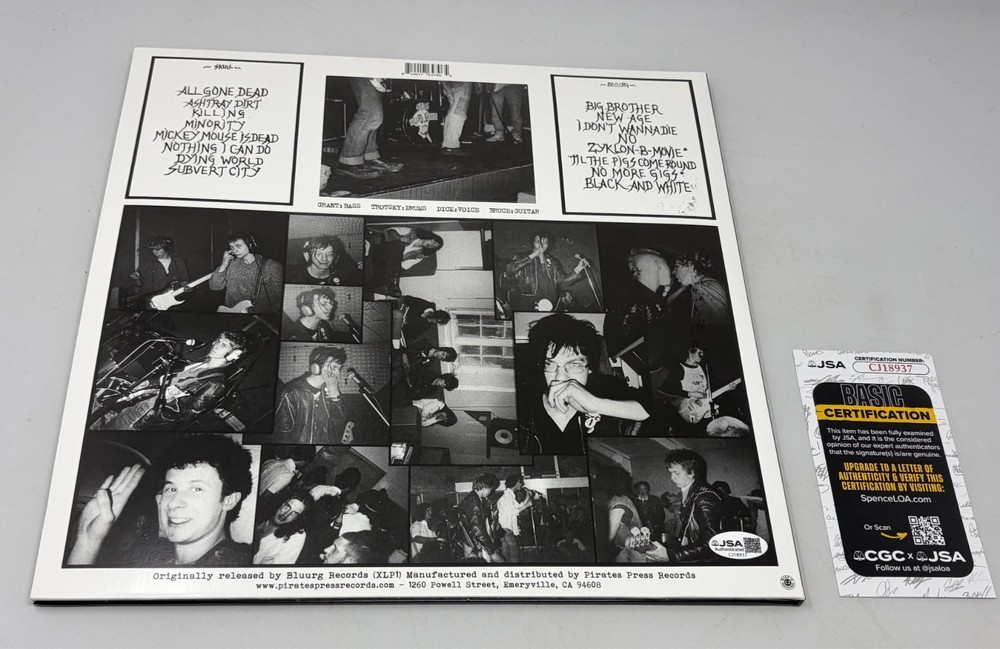 ~SKULL~
ALL GONE DEAD
ASHTRAY DIRT
KILLING
MINORITY
MICKEY MOUSE IS DEAD
NOTHING I CAN DO
DYING WORLD
SUBVERT CITY
~BLUURG~
BIG BROTHER
NEW AGE
I DON'T WANNA DIE
NO
ZYKLON-B-MOVIE*
'TIL THE PIGS COME ROUND
NO MORE GIGS*
BLACK AND WHITE
GRANT:BASS TROTSKY:DRUMS DICK:VOICE BRUCE:GUITAR
JSA
Authenticated
CJ18937
Originally released by Bluurg Records (XLP1) Manufactured and distributed by Pirates Press Records
www.piratespressrecords.com - 1260 Powell Street, Emeryville, CA 94608
JSA
CERTIFICATION NUMBER:
CJ18937
BASIC
CERTIFICATION
This item has been fully examined
by JSA, and it is the considered
opinion of our expert authenticators
that the signature(s) is/are genuine.
UPGRADE TO A LETTER OF
AUTHENTICITY & VERIFY THIS
CERTIFICATION BY VISITING:
SpenceLOA.com
Or Scan
CGC x JSA
Follow us at @jsaloa